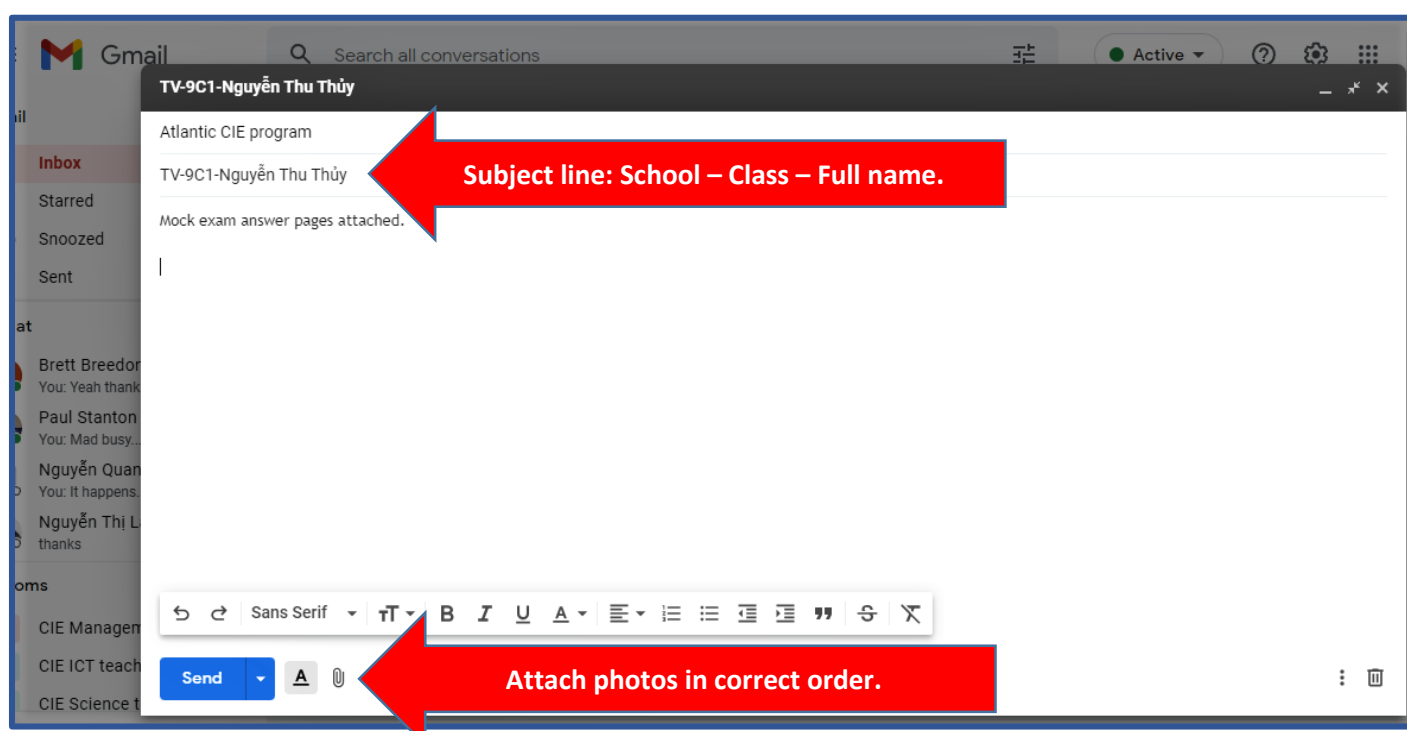 Gmail
Search all conversations
Active
TV-9C1-Nguyễn Thu Thủy
Atlantic CIE program
TV-9C1-Nguyễn Thu Thủy
Subject line: School – Class – Full name.
Mock exam answer pages attached.
Inbox
Starred
Snoozed
Sent
Brett Breedon
You: Yeah thank
Paul Stanton
You: Mad busy...
Nguyễn Quan
You: It happens.
Nguyễn Thị L
thanks
CIE Managem
CIE ICT teach
CIE Science t
Sans Serif
Send
Attach photos in correct order.